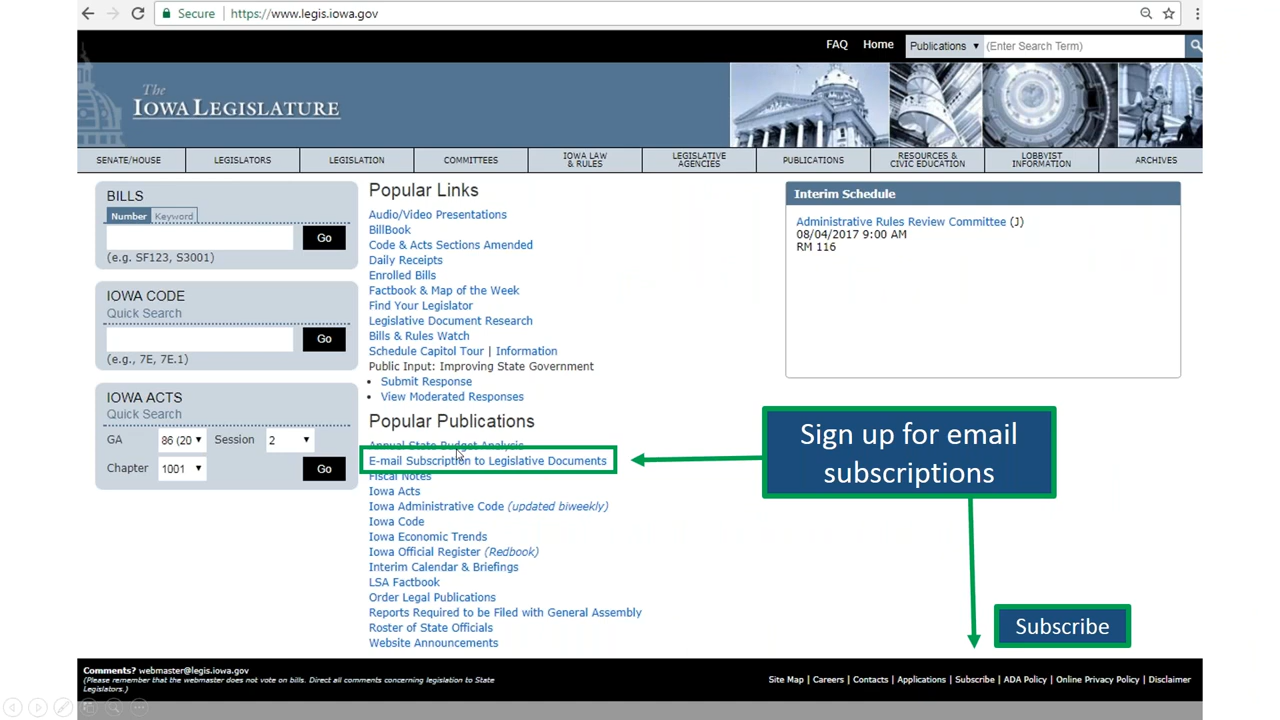 Secure | https://www.legis.iowa.gov
FAQ Home Publications (Enter Search Term)
The
IOWA LEGISLATURE
SENATE/HOUSE LEGISLATORS LEGISLATION COMMITTEES IOWA LAW & RULES LEGISLATIVE AGENCIES PUBLICATIONS RESOURCES & CIVIC EDUCATION LOBBYIST INFORMATION ARCHIVES
BILLS
Number Keyword
Go
(e.g. SF123, S3001)
IOWA CODE
Quick Search
Go
(e.g., 7E, 7E.1)
IOWA ACTS
Quick Search
GA 86 (20 Session 2
Chapter 1001 Go
Popular Links
Audio/Video Presentations
BillBook
Code & Acts Sections Amended
Daily Receipts
Enrolled Bills
Factbook & Map of the Week
Find Your Legislator
Legislative Document Research
Bills & Rules Watch
Schedule Capitol Tour | Information
Public Input: Improving State Government
• Submit Response
• View Moderated Responses
Popular Publications
Annual State Budget Analysis
E-mail Subscription to Legislative Documents
Fiscal Notes
Iowa Acts
Iowa Administrative Code (updated biweekly)
Iowa Code
Iowa Economic Trends
Iowa Official Register (Redbook)
Interim Calendar & Briefings
LSA Factbook
Order Legal Publications
Reports Required to be Filed with General Assembly
Roster of State Officials
Website Announcements
Interim Schedule
Administrative Rules Review Committee (J)
08/04/2017 9:00 AM
RM 116
Sign up for email
subscriptions
Subscribe
Comments? webmaster@legis.iowa.gov
(Please remember that the webmaster does not vote on bills. Direct all comments concerning legislation to State
Legislators.)
Site Map | Careers | Contacts | Applications | Subscribe | ADA Policy | Online Privacy Policy | Disclaimer